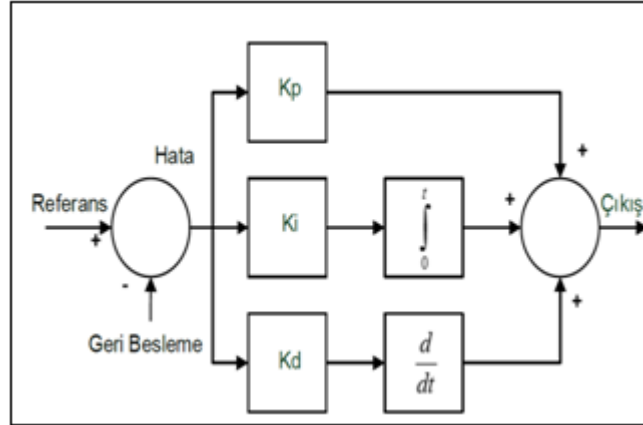 Kp
+
Hata
Referans
+
-
Ki
t
∫
0
+
Çıkış
Geri Besleme
Kd
d
dt
+